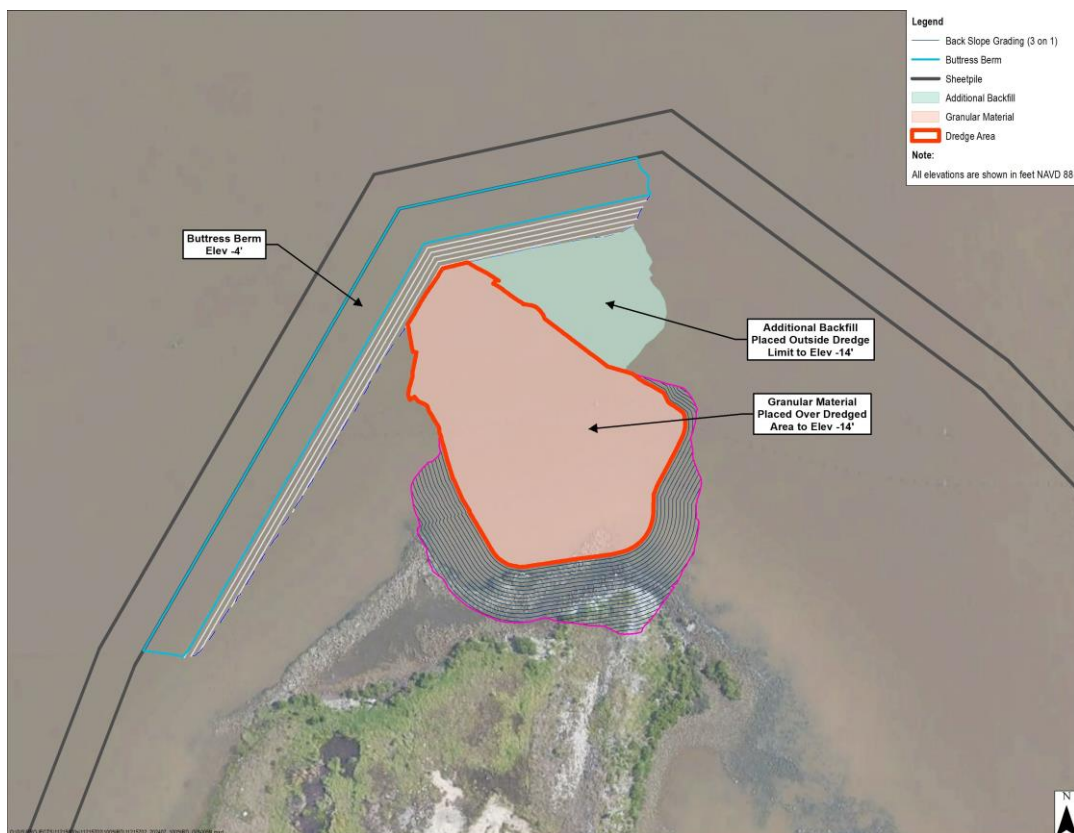 Legend
Back Slope Grading (3 on 1)
Buttress Berm
Sheetpile
Additional Backfill
Granular Material
Dredge Area
Note:
All elevations are shown in feet NAVD 88
Buttress Berm
Elev -4'
Additional Backfill
Placed Outside Dredge
Limit to Elev -14'
Granular Material
Placed Over Dredged
Area to Elev -14'
N